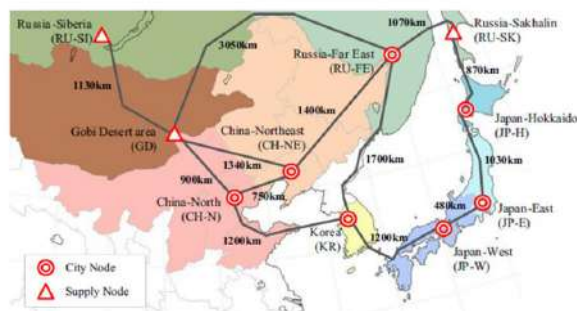 Russia-Siberia
(RU-SI)
1130km
3050km
1070km
Russia-Sakhalin
(RU-SK)
Russia-Far East
(RU-FE)
870km
1400km
Gobi Desert area
(GD)
China-Northeast
(CH-NE)
Japan-Hokkaido
(JP-H)
1340km
900km
750km
1700km
1030km
China-North
(CH-N)
1200km
Korea
(KR)
1200km
480km
Japan-East
(JP-E)
Japan-West
(JP-W)
City Node
Supply Node